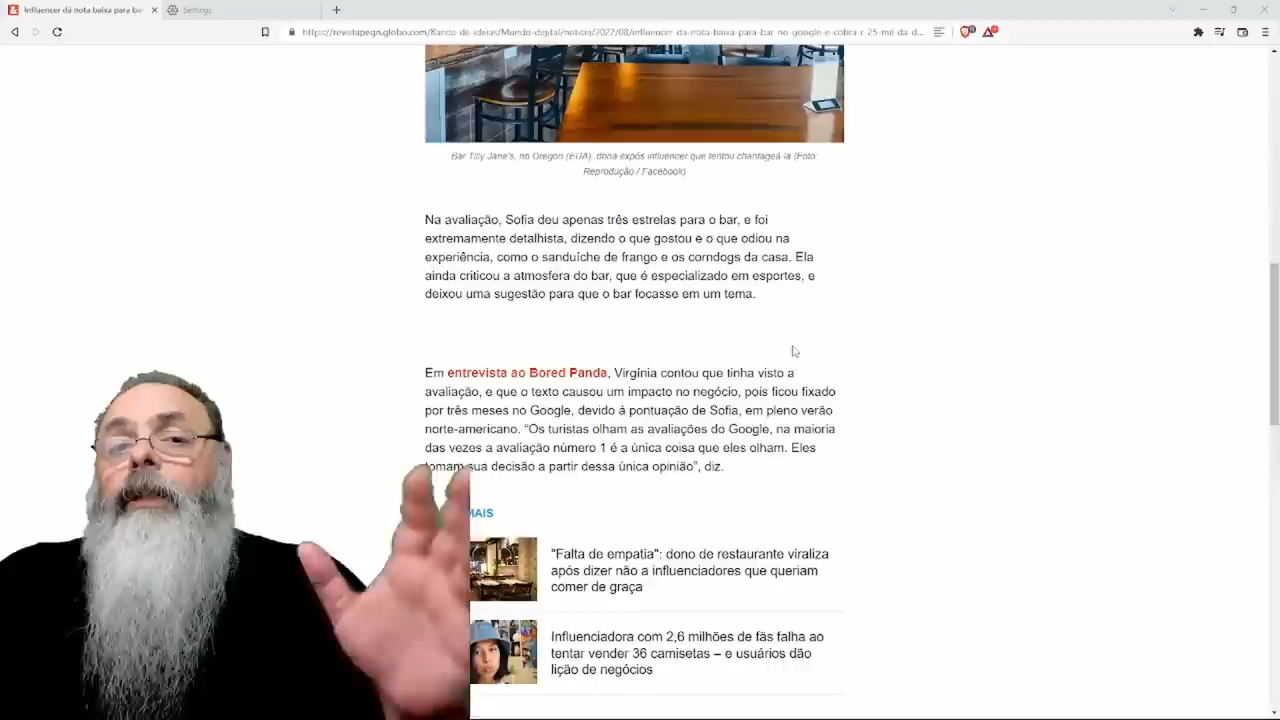 Influencer dá nota baixa para bar
Settings
https://revistapegn.globo.com/Banco-de-ideias/Mundo-digital/noticia/2022/08/influencer-da-nota-baixa-para-bar-no-google-e-cobra-r-25-mil-da-d...
Bar Tilly Jane's, no Oregon (EUA), dona expôs influencer que tentou chantageá-la (Foto:
Reprodução / Facebook)
Na avaliação, Sofia deu apenas três estrelas para o bar, e foi
extremamente detalhista, dizendo o que gostou e o que odiou na
experiência, como o sanduíche de frango e os corndogs da casa. Ela
ainda criticou a atmosfera do bar, que é especializado em esportes, e
deixou uma sugestão para que o bar focasse em um tema.
Em entrevista ao Bored Panda, Virgínia contou que tinha visto a
avaliação, e que o texto causou um impacto no negócio, pois ficou fixado
por três meses no Google, devido à pontuação de Sofia, em pleno verão
norte-americano. “Os turistas olham as avaliações do Google, na maioria
das vezes a avaliação número 1 é a única coisa que eles olham. Eles
tomam sua decisão a partir dessa única opinião”, diz.
MAIS
"Falta de empatia": dono de restaurante viraliza
após dizer não a influenciadores que queriam
comer de graça
Influenciadora com 2,6 milhões de fãs falha ao
tentar vender 36 camisetas – e usuários dão
lição de negócios